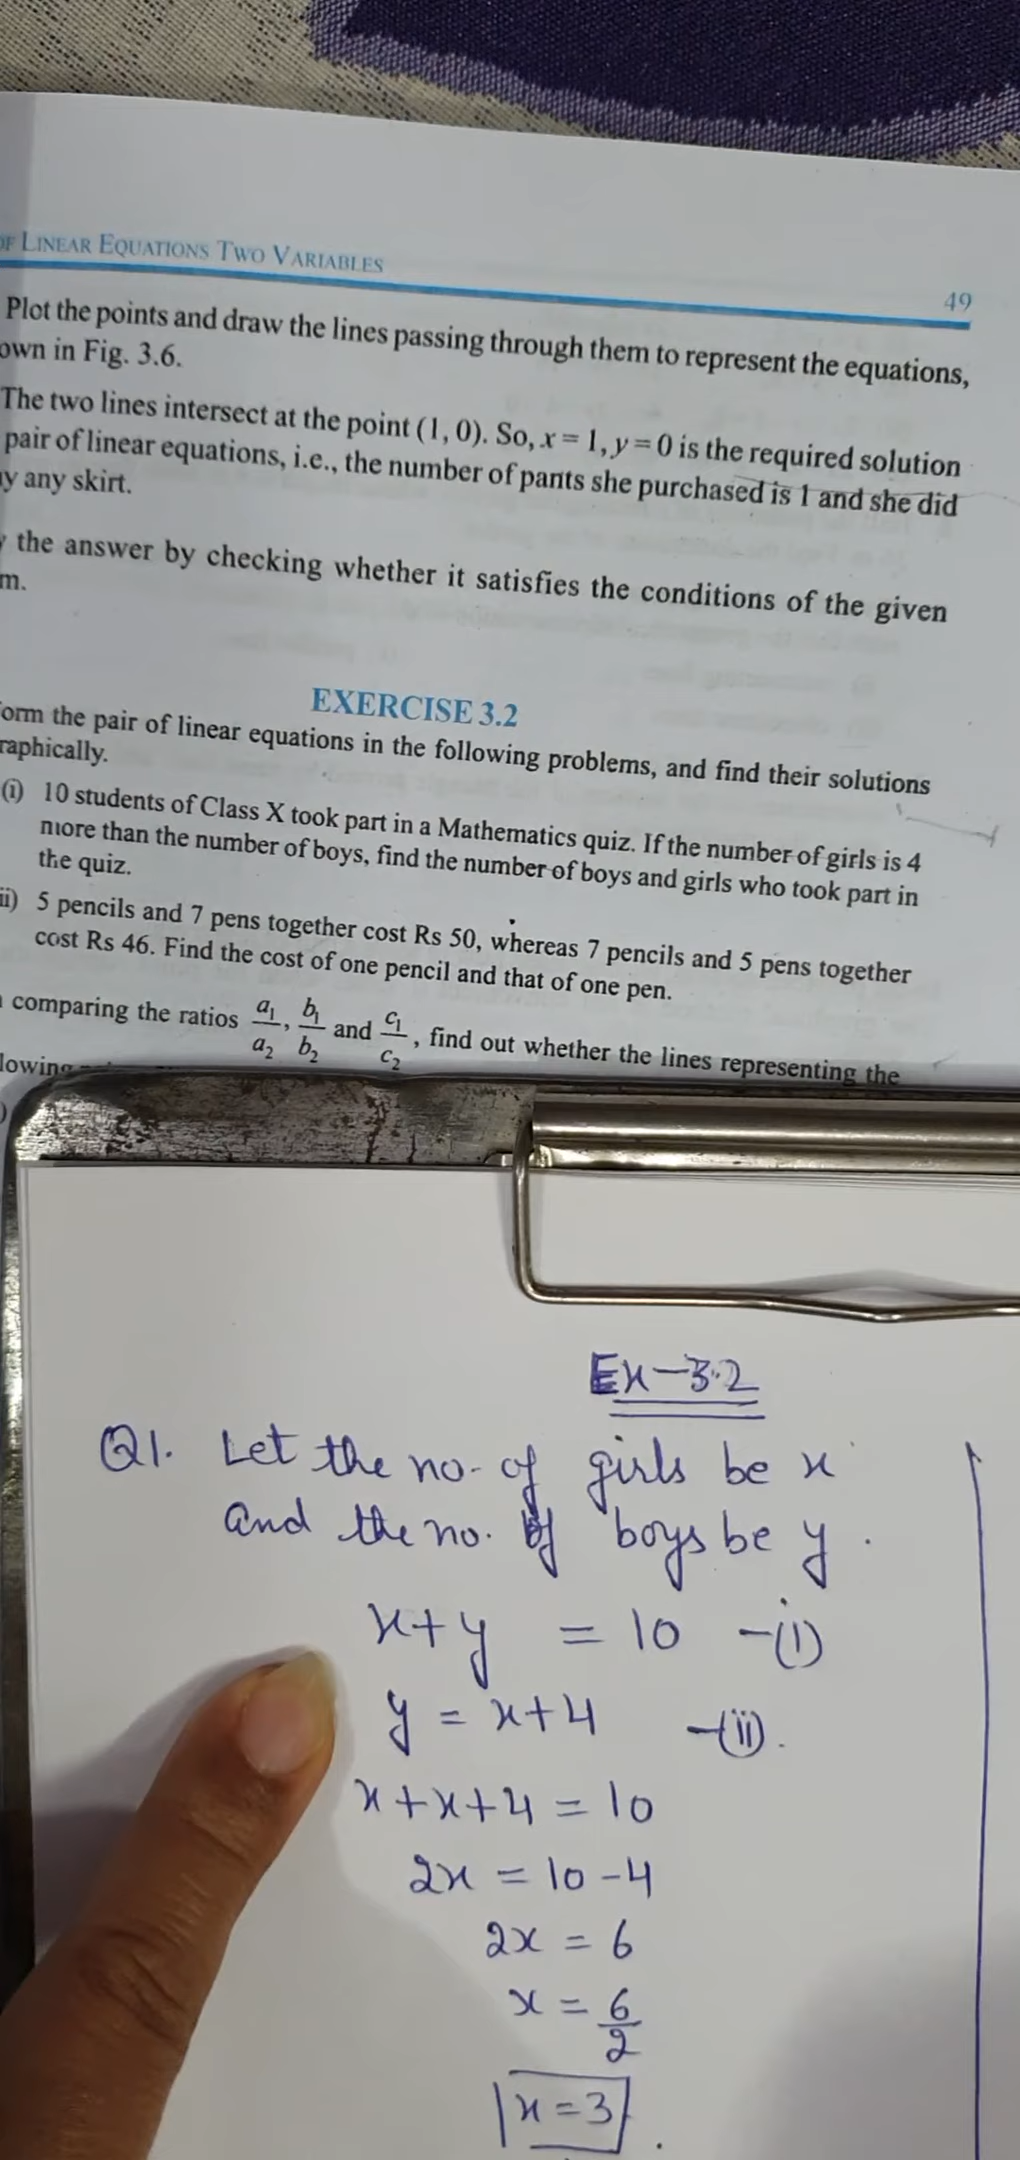 OF LINEAR EQUATIONS TWO VARIABLES
49
Plot the points and draw the lines passing through them to represent the equations,
own in Fig. 3.6.
The two lines intersect at the point (1, 0). So, x = 1, y = 0 is the required solution
pair of linear equations, i.e., the number of pants she purchased is 1 and she did
y any skirt.
the answer by checking whether it satisfies the conditions of the given
m.
EXERCISE 3.2
orm the pair of linear equations in the following problems, and find their solutions
raphically.
(i) 10 students of Class X took part in a Mathematics quiz. If the number of girls is 4
more than the number of boys, find the number of boys and girls who took part in
the quiz.
ii) 5 pencils and 7 pens together cost Rs 50, whereas 7 pencils and 5 pens together
cost Rs 46. Find the cost of one pencil and that of one pen.
comparing the ratios a₁/a₂, b₁/b₂ and c₁/c₂, find out whether the lines representing the
lowing
Ex-3.2
Q1. Let the no. of girls be x
and the no. of boys be y.
x+y = 10 -(i)
y = x+4 -(ii).
x+x+4 = 10
2x = 10-4
2x = 6
x = 6/2
x = 3